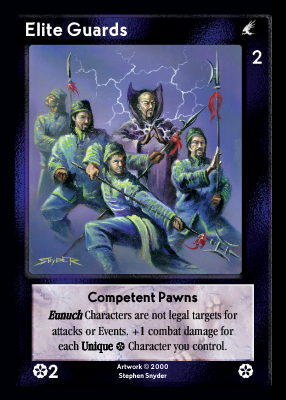 Elite Guards
2
SNYDER
Competent Pawns
Eunuch Characters are not legal targets for
attacks or Events. +1 combat damage for
each Unique Character you control.
2
Artwork © 2000
Stephen Snyder